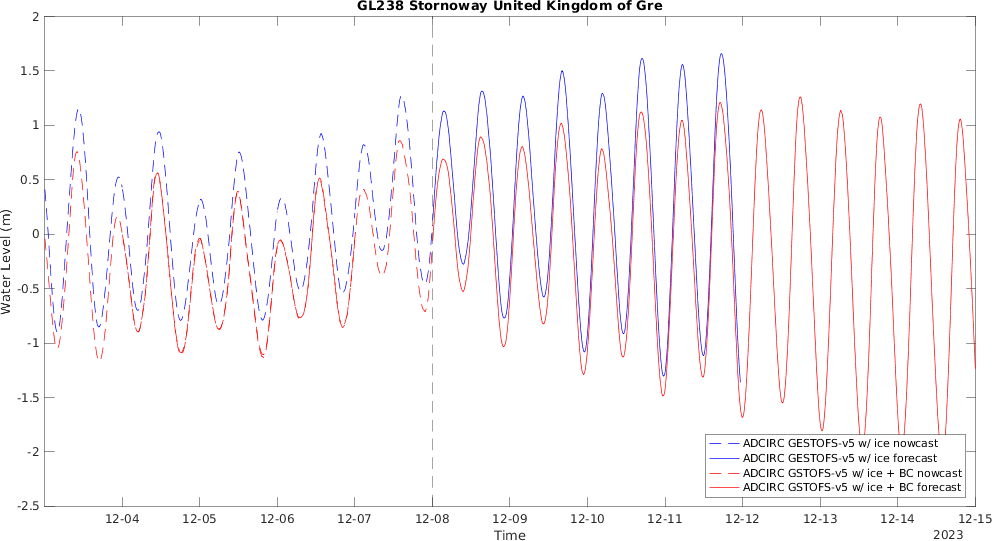 GL238 Stornoway United Kingdom of Gre
Water Level (m)
2
1.5
1
0.5
0
-0.5
-1
-1.5
-2
-2.5
ADCIRC GESTOFS-v5 w/ ice nowcast
ADCIRC GESTOFS-v5 w/ ice forecast
ADCIRC GSTOFS-v5 w/ ice + BC nowcast
ADCIRC GSTOFS-v5 w/ ice + BC forecast
12-04 12-05 12-06 12-07 12-08 12-09 12-10 12-11 12-12 12-13 12-14 12-15
Time
2023